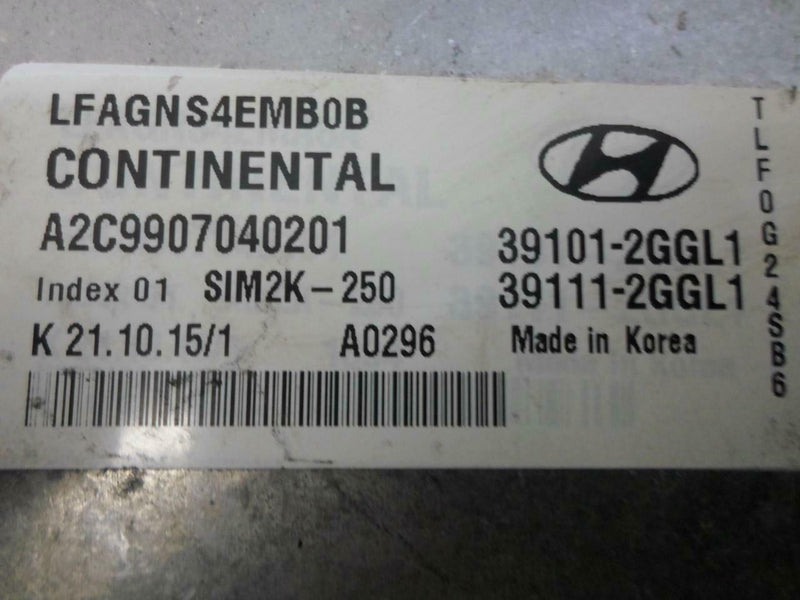 LFAGNS4EMB0B
CONTINENTAL
A2C9907040201
39101-2GGL1
Index 01 SIM2K-250
39111-2GGL1
K 21.10.15/1 A0296 Made in Korea
TLF0G24SB6